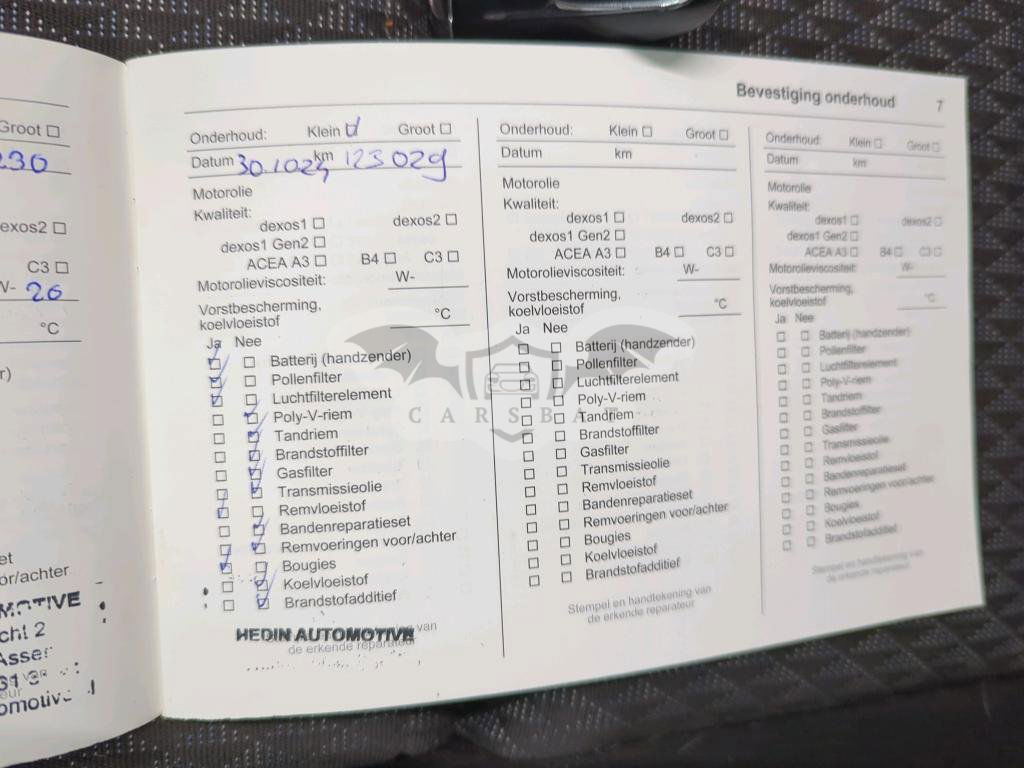 Groot
230
exos2
C3
W- 20
°C
r)
et
or/achter
MOTIVE
cht 2
Asser
omotive
Bevestiging onderhoud 7
Onderhoud: Klein Groot
Datum 30.1024 km 123029
Motorolie
Kwaliteit:
dexos1 dexos2
dexos1 Gen2
ACEA A3 B4 C3
Motorolieviscositeit: W-
Vorstbescherming,
koelvloeistof °C
Ja Nee
Batterij (handzender)
Pollenfilter
Luchtfilterelement
Poly-V-riem
Tandriem
Brandstoffilter
Gasfilter
Transmissieolie
Remvloeistof
Bandenreparatieset
Remvoeringen voor/achter
Bougies
Koelvloeistof
Brandstofadditief
HEDIN AUTOMOTIVE van
de erkende reparateur
Onderhoud: Klein Groot
Datum km
Motorolie
Kwaliteit:
dexos1 dexos2
dexos1 Gen2
ACEA A3 B4 C3
Motorolieviscositeit: W-
Vorstbescherming,
koelvloeistof °C
Ja Nee
Batterij (handzender)
Pollenfilter
Luchtfilterelement
Poly-V-riem
Tandriem
Brandstoffilter
Gasfilter
Transmissieolie
Remvloeistof
Bandenreparatieset
Remvoeringen voor/achter
Bougies
Koelvloeistof
Brandstofadditief
Stempel en handtekening van
de erkende reparateur
Onderhoud: Klein Groot
Datum km
Motorolie
Kwaliteit:
dexos1 dexos2
dexos1 Gen2
ACEA A3 B4 C3
Motorolieviscositeit: W-
Vorstbescherming,
koelvloeistof °C
Ja Nee
Batterij (handzender)
Pollenfilter
Luchtfilterelement
Poly-V-riem
Tandriem
Brandstoffilter
Gasfilter
Transmissieolie
Remvloeistof
Bandenreparatieset
Remvoeringen voor/achter
Bougies
Koelvloeistof
Brandstofadditief
Stempel en handtekening van
de erkende reparateur
CARSBAT